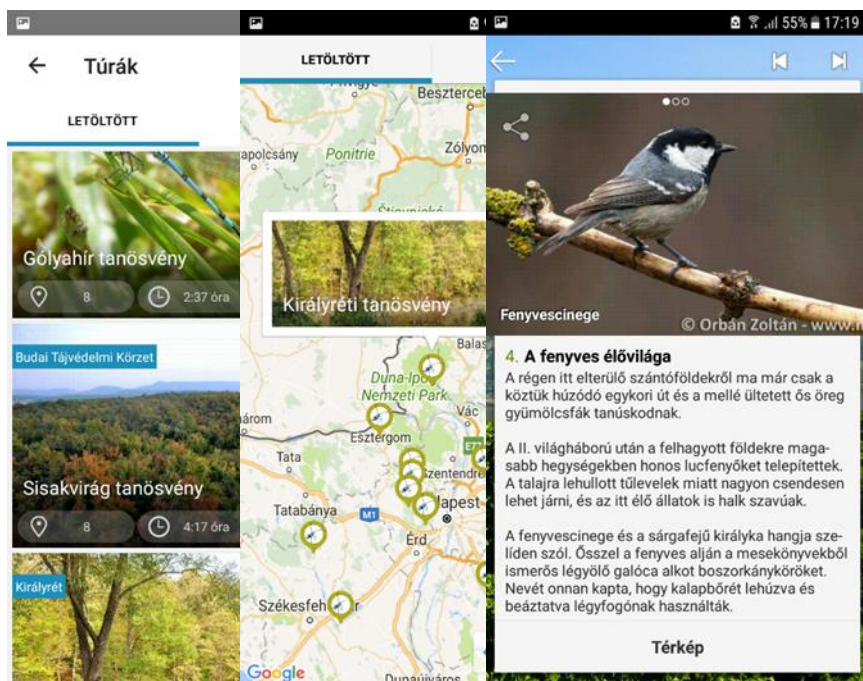 Túrák
LETÖLTÖTT
Gólyahír tanösvény
8
2:37 óra
Budai Tájvédelmi Körzet
Sisakvirág tanösvény
8
4:17 óra
Királyrét
LETÖLTÖTT
Besztercel
apolcsány
Ponitrie
Zólyom
Királyréti tanösvény
Balas
Duna-Ipoly
Nemzeti Park
Vác
Esztergom
E77
Tata
Szentendre
Tatabánya
M1
Érd
Székesfeh
Google
Dunaújváros
55%
17:19
Fenyvescinege
© Orbán Zoltán - www.
4. A fenyves élővilága
A régen itt elterülő szántóföldekről ma már csak a
köztük húzódó egykori út és a mellé ültetett ős öreg
gyümölcsfák tanúskodnak.
A II. világháború után a felhagyott földekre maga-
sabb hegységekben honos lucfenyőket telepítettek.
A talajra lehullott tűlevelek miatt nagyon csendesen
lehet járni, és az itt élő állatok is halk szavúak.
A fenyvescinege és a sárgafejű királyka hangja sze-
líden szól. Ősszel a fenyves alján a mesekönyvekből
ismerős légyölő galóca alkot boszorkányköröket.
Nevét onnan kapta, hogy kalapbőrét lehúzva és
beáztatva légyfogónak használták.
Térkép